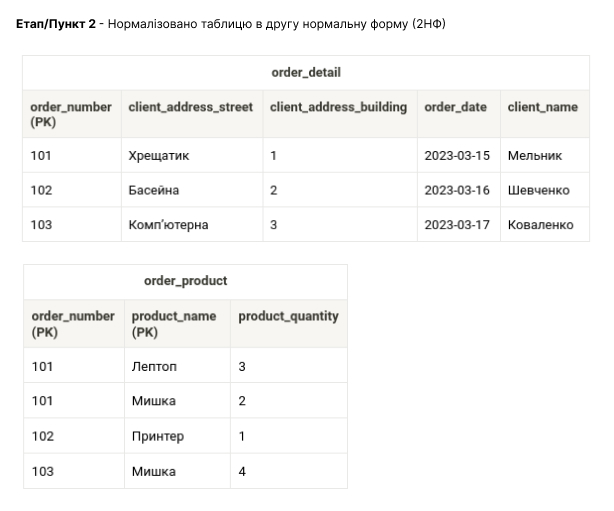 Етап/Пункт 2 - Нормалізовано таблицю в другу нормальну форму (2НФ)
order_detail
order_number (PK) client_address_street client_address_building order_date client_name
101 Хрещатик 1 2023-03-15 Мельник
102 Басейна 2 2023-03-16 Шевченко
103 Комп'ютерна 3 2023-03-17 Коваленко
order_product
order_number (PK) product_name (PK) product_quantity
101 Лептоп 3
101 Мишка 2
102 Принтер 1
103 Мишка 4